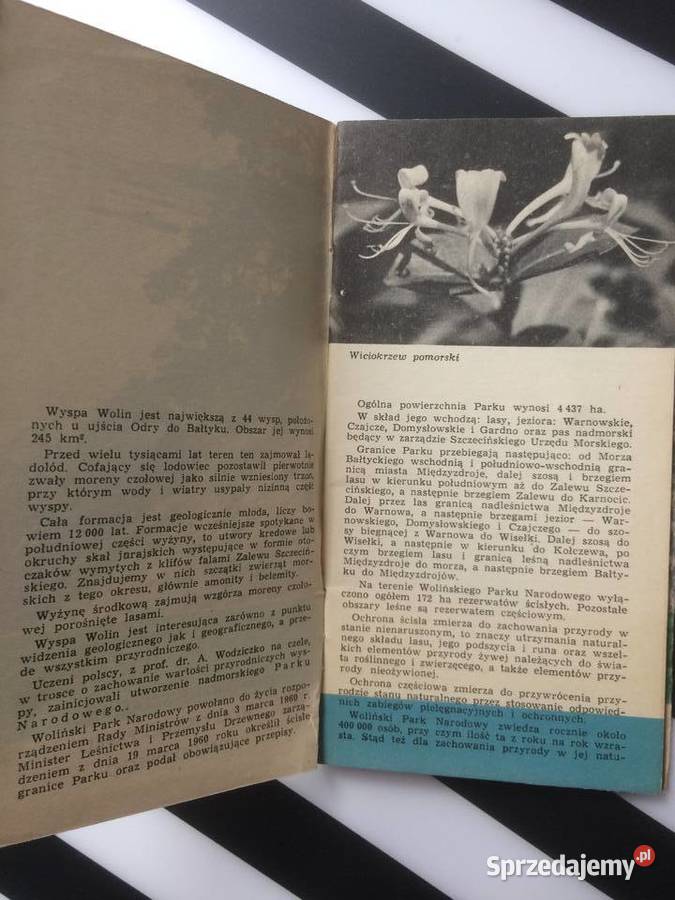 Wyspa Wolin jest największą z 44 wysp, położo-
nych u ujścia Odry do Bałtyku. Obszar jej wynosi
245 km².
Przed wielu tysiącami lat teren ten zajmował lą-
dolód. Cofający się lodowiec pozostawił pierwotnie
zwały moreny czołowej jako silnie wzniesiony trzon,
przy którym wody i wiatry usypały nizinną część
wyspy.
Cała formacja jest geologicznie młoda, liczy bo-
wiem 12 000 lat. Formacje wcześniejsze spotykane w
południowej części wyżyny, to utwory kredowe lub
okruchy skał jurajskich występujące w formie oto-
czaków wymytych z klifów falami Zalewu Szczeciń-
skiego. Znajdujemy w nich szczątki zwierząt mor-
skich z tego okresu, głównie amonity i belemity.
Wyżynę środkową zajmują wzgórza moreny czoło-
wej porośnięte lasami.
Wyspa Wolin jest interesująca zarówno z punktu
widzenia geologicznego jak i geograficznego, a prze-
de wszystkim przyrodniczego.
Uczeni polscy, z prof. dr. A. Wodziczko na czele,
w trosce o zachowanie wartości przyrodniczych wys-
py, zainicjowali utworzenie nadmorskiego Parku
Narodowego.
Woliński Park Narodowy powołano do życia rozpo-
rządzeniem Rady Ministrów z dnia 3 marca 1960 r.
Minister Leśnictwa i Przemysłu Drzewnego zarzą-
dzeniem z dnia 19 marca 1960 roku określił ścisłe
granice Parku oraz podał obowiązujące przepisy.
Wiciokrzew pomorski
Ogólna powierzchnia Parku wynosi 4 437 ha.
W skład jego wchodzą: lasy, jeziora: Warnowskie,
Czajcze, Domysłowskie i Gardno oraz pas nadmorski
będący w zarządzie Szczecińskiego Urzędu Morskiego.
Granice Parku przebiegają następująco: od Morza
Bałtyckiego wschodnią i południowo-wschodnią gra-
nicą miasta Międzyzdroje, dalej szosą i brzegiem
lasu w kierunku południowym aż do Zalewu Szcze-
cińskiego, a następnie brzegiem Zalewu do Karnocic.
Dalej przez las granicą nadleśnictwa Międzyzdroje
do Warnowa, a następnie brzegami jezior — War-
nowskiego, Domysłowskiego i Czajczego — do szo-
sy biegnącej z Warnowa do Wisełki. Dalej szosą do
Wisełki, a następnie w kierunku do Kołczewa, po
czym brzegiem lasu i granicą leśną nadleśnictwa
Międzyzdroje do morza, a następnie brzegiem Bałty-
ku do Międzyzdrojów.
Na terenie Wolińskiego Parku Narodowego wyłą-
czono ogółem 172 ha rezerwatów ścisłych. Pozostałe
obszary leśne są rezerwatem częściowym.
Ochrona ścisła zmierza do zachowania przyrody w
stanie nienaruszonym, to znaczy utrzymania natural-
nego składu lasu, jego podszycia i runa oraz wszel-
kich elementów przyrody żywej należących do świa-
ta roślinnego i zwierzęcego, a także elementów przy-
rody nieożywionej.
Ochrona częściowa zmierza do przywrócenia przy-
rodzie stanu naturalnego przez stosowanie odpowied-
nich zabiegów pielęgnacyjnych i ochronnych.
Woliński Park Narodowy zwiedza rocznie około
400 000 osób, przy czym ilość ta z roku na rok wzra-
sta. Stąd też dla zachowania przyrody w jej natu-
Sprzedajemy.pl